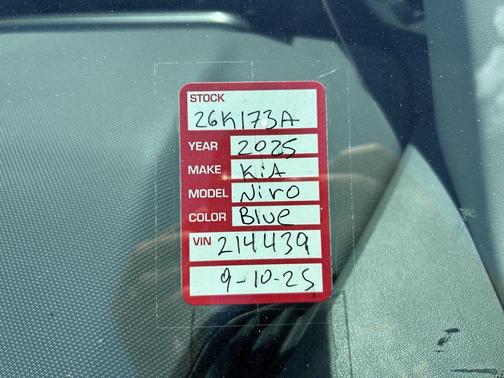 STOCK
26K173A
YEAR 2025
MAKE KiA
MODEL Niro
COLOR Blue
VIN 214439
9-10-25